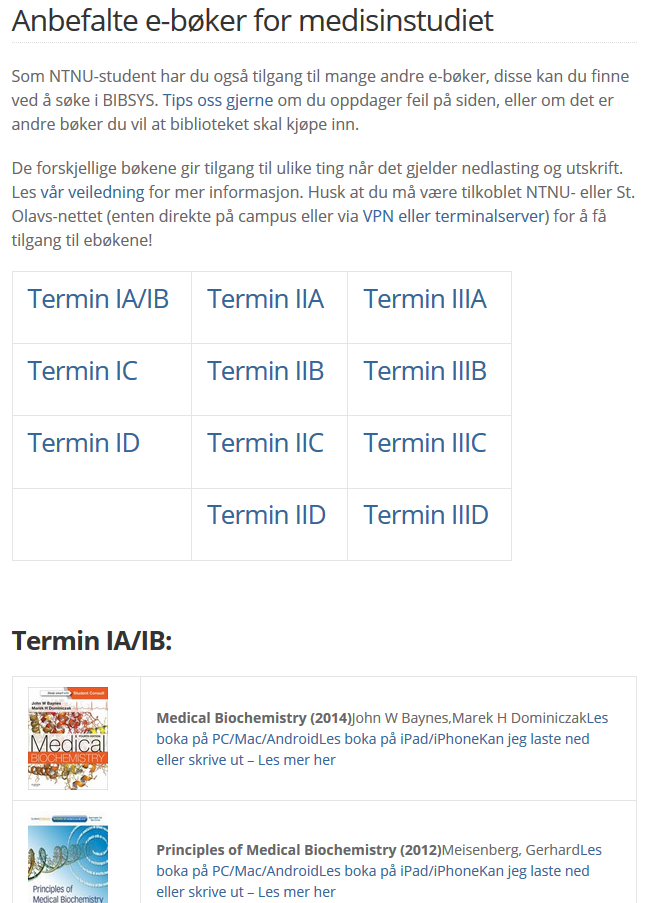 Anbefalte e-bøker for medisinstudiet
Som NTNU-student har du også tilgang til mange andre e-bøker, disse kan du finne
ved å søke i BIBSYS. Tips oss gjerne om du oppdager feil på siden, eller om det er
andre bøker du vil at biblioteket skal kjøpe inn.
De forskjellige bøkene gir tilgang til ulike ting når det gjelder nedlasting og utskrift.
Les vår veiledning for mer informasjon. Husk at du må være tilkoblet NTNU- eller St.
Olavs-nettet (enten direkte på campus eller via VPN eller terminalserver) for å få
tilgang til ebøkene!
Termin IA/IB Termin IIA Termin IIIA
Termin IC Termin IIB Termin IIIB
Termin ID Termin IIC Termin IIIC
Termin IID Termin IIID
Termin IA/IB:
Student Consult
John W Baynes
Marek H Dominiczak
Medical
BIOCHEMISTRY
Medical Biochemistry (2014)John W Baynes,Marek H DominiczakLes
boka på PC/Mac/AndroidLes boka på iPad/iPhoneKan jeg laste ned
eller skrive ut – Les mer her
Principles of
Medical Biochemistry
Principles of Medical Biochemistry (2012)Meisenberg, GerhardLes
boka på PC/Mac/AndroidLes boka på iPad/iPhoneKan jeg laste ned
eller skrive ut – Les mer her